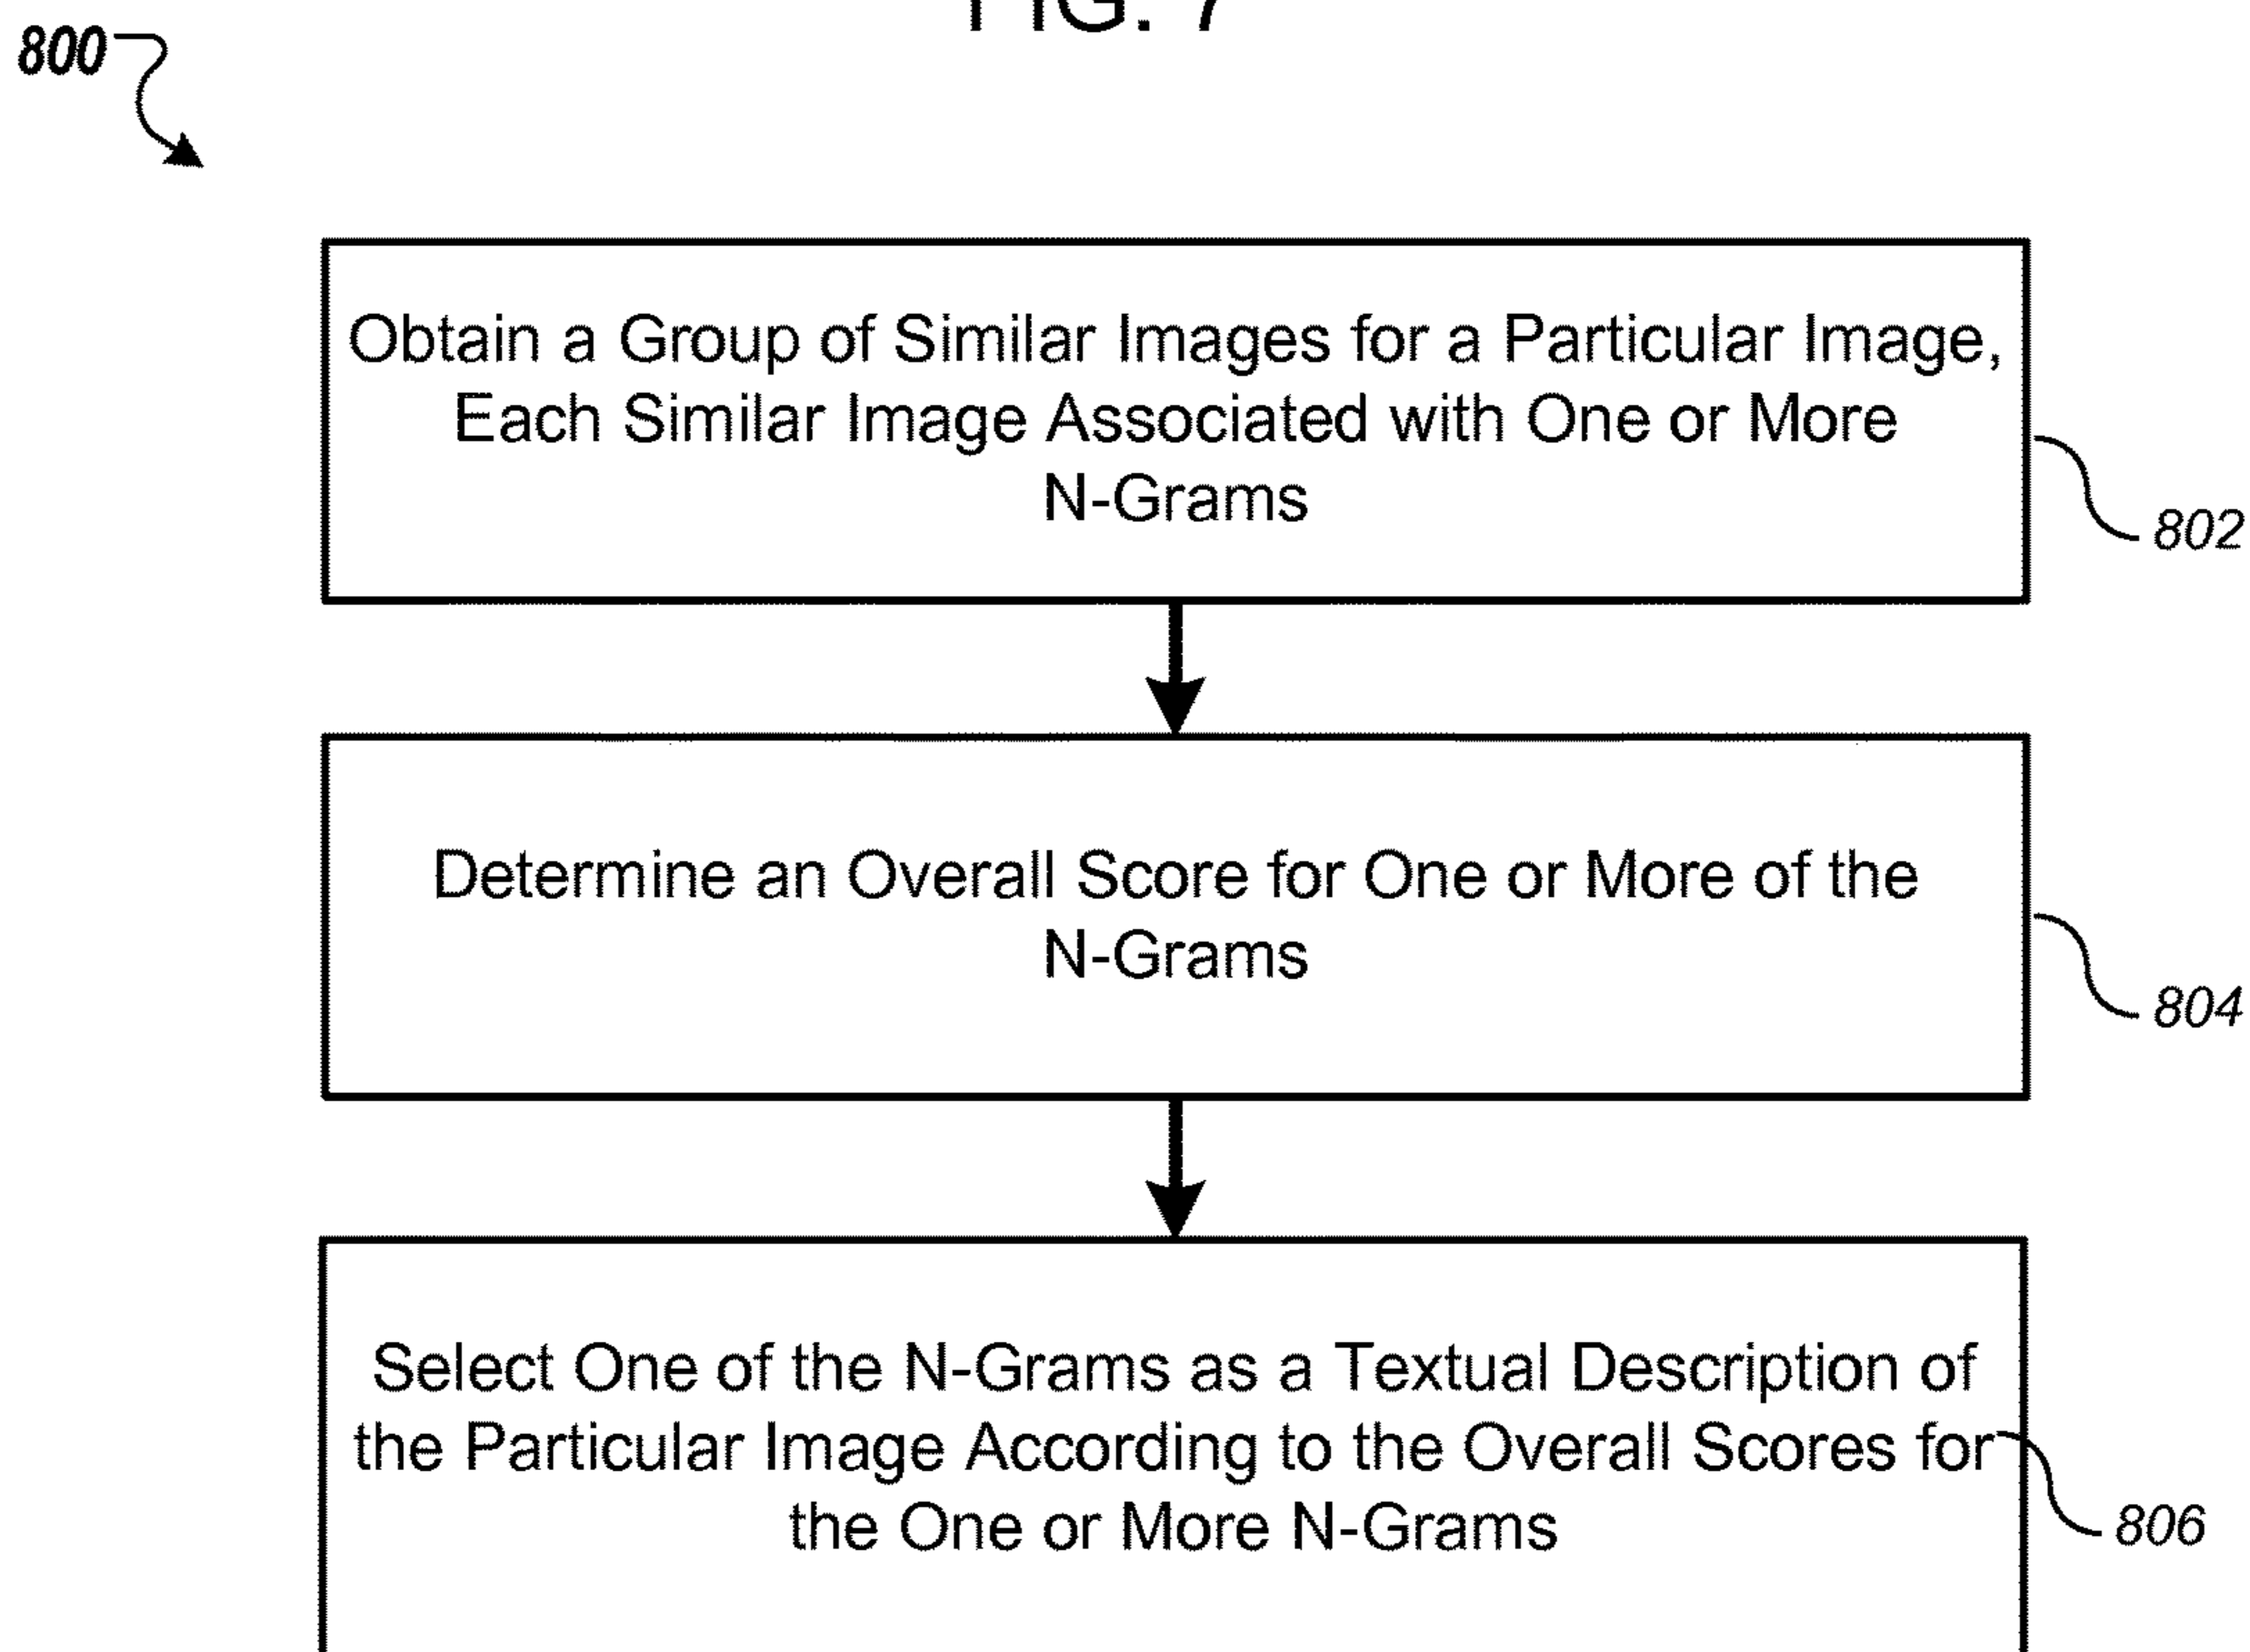 FIG. 7
800
Obtain a Group of Similar Images for a Particular Image,
Each Similar Image Associated with One or More
N-Grams
802
Determine an Overall Score for One or More of the
N-Grams
804
Select One of the N-Grams as a Textual Description of
the Particular Image According to the Overall Scores for
the One or More N-Grams
806